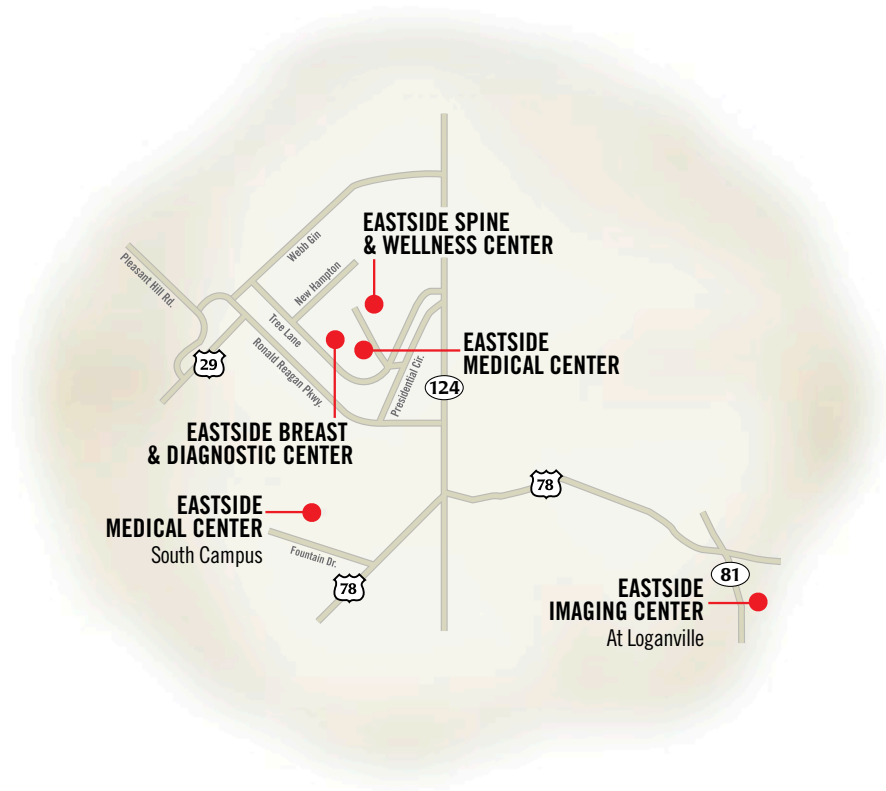 EASTSIDE SPINE
& WELLNESS CENTER
Webb Gin
Pleasant Hill Rd.
New Hampton
Tree Lane
29
Ronald Reagan Pkwy.
Presidential Cir.
EASTSIDE
MEDICAL CENTER
124
EASTSIDE BREAST
& DIAGNOSTIC CENTER
78
EASTSIDE
MEDICAL CENTER
South Campus
Fountain Dr.
78
81
EASTSIDE
IMAGING CENTER
At Loganville